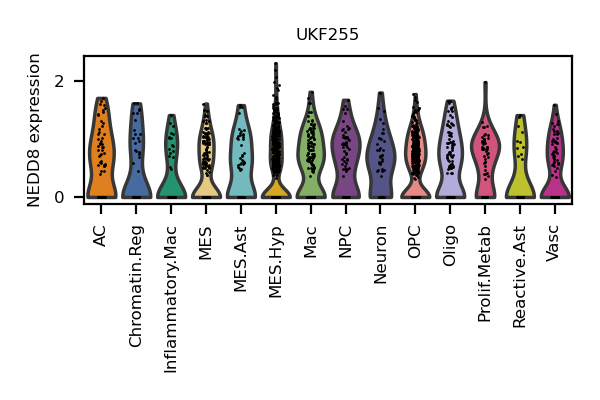 UKF255
NEDD8 expression
2
0
AC
Chromatin.Reg
Inflammatory.Mac
MES
MES.Ast
MES.Hyp
Mac
NPC
Neuron
OPC
Oligo
Prolif.Metab
Reactive.Ast
Vasc